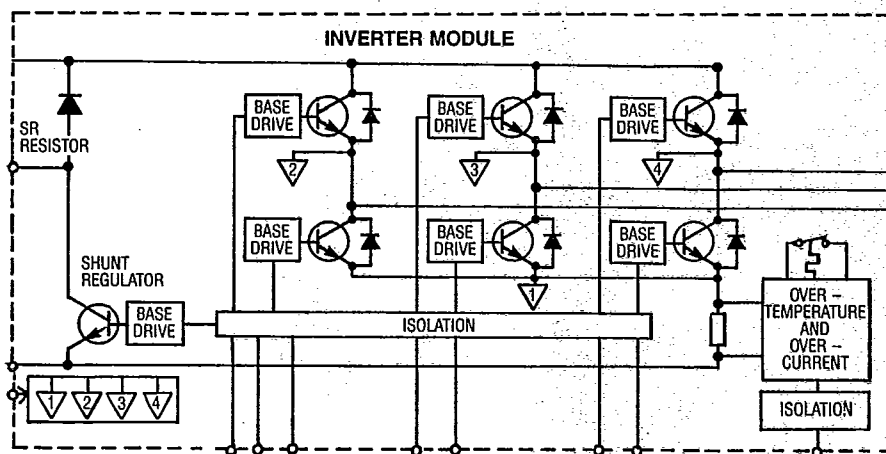 INVERTER MODULE
SR
RESISTOR
BASE
DRIVE
BASE
DRIVE
BASE
DRIVE
2
3
4
BASE
DRIVE
BASE
DRIVE
BASE
DRIVE
SHUNT
REGULATOR
BASE
DRIVE
1
ISOLATION
OVER –
TEMPERATURE
AND
OVER –
CURRENT
1
2
3
4
ISOLATION